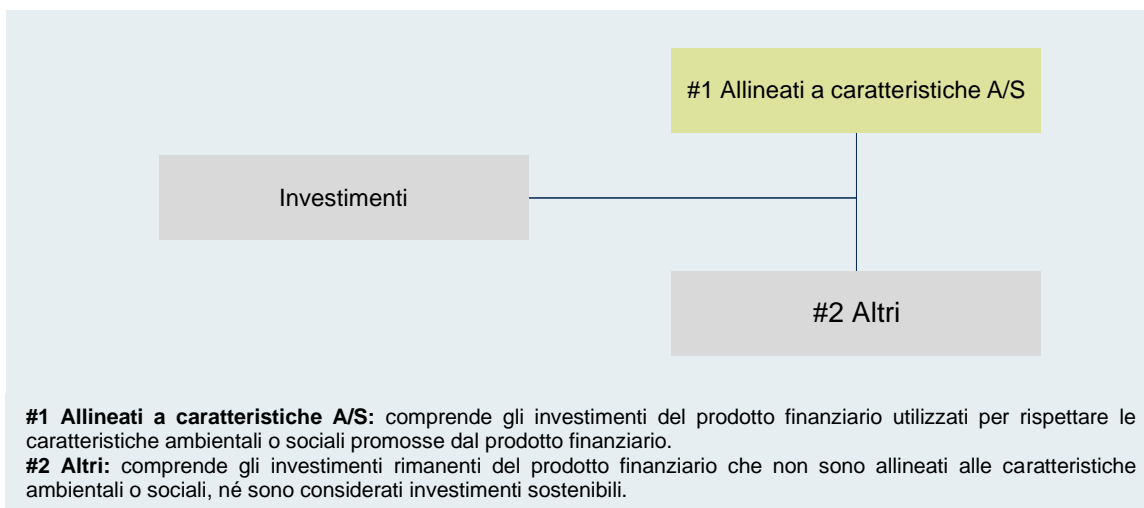 #1 Allineati a caratteristiche A/S
Investimenti
#2 Altri
#1 Allineati a caratteristiche A/S: comprende gli investimenti del prodotto finanziario utilizzati per rispettare le
caratteristiche ambientali o sociali promosse dal prodotto finanziario.
#2 Altri: comprende gli investimenti rimanenti del prodotto finanziario che non sono allineati alle caratteristiche
ambientali o sociali, né sono considerati investimenti sostenibili.